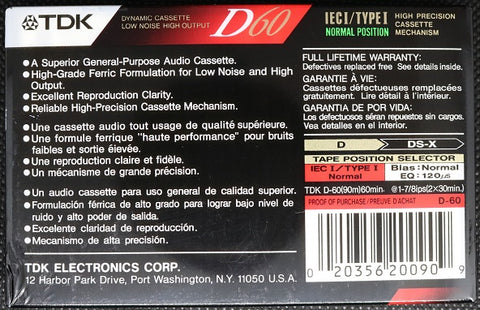 TDK
DYNAMIC CASSETTE
LOW NOISE HIGH OUTPUT
D60
IECI/TYPE I
NORMAL POSITION
HIGH PRECISION
CASSETTE
MECHANISM
● A Superior General-Purpose Audio Cassette.
● High-Grade Ferric Formulation for Low Noise and High
Output.
● Excellent Reproduction Clarity.
● Reliable High-Precision Cassette Mechanism.
● Une cassette audio tout usage de qualité supérieure.
● Une formule ferrique "haute performance" pour bruits
faibles et sortie éievée.
● Une reproduction claire et fidèle.
● Un mécanisme de grande précision.
● Un audio cassette para uso general de calidad superior.
● Formulación férrica de alto grado para lograr bajo nivel de
ruido y alto poder de salida.
● Excelente claridad de reproducción.
● Mecanismo de alta precisión.
TDK ELECTRONICS CORP.
12 Harbor Park Drive, Port Washington, N.Y. 11050 U.S.A.
FULL LIFETIME WARRANTY:
Defectives replaced free. See details inside.
GARANTIE À VIE:
Cassettes défectueuses remplacées
gratuitement. Lire détail à l'intérieur.
GARANTIA DE POR VIDA:
Los defectuosos séran repuestos sin cargos.
Vea detalles en el interior.
D DS-X
TAPE POSITION SELECTOR
IEC I/TYPE I Bias:Normal
Normal EQ:120μs
TDK D-60(90m)60min. @1-7/8ips(2×30min.)
PROOF OF PURCHASE/PREUVE D'ACHAT D-60
0 20356 20090 9